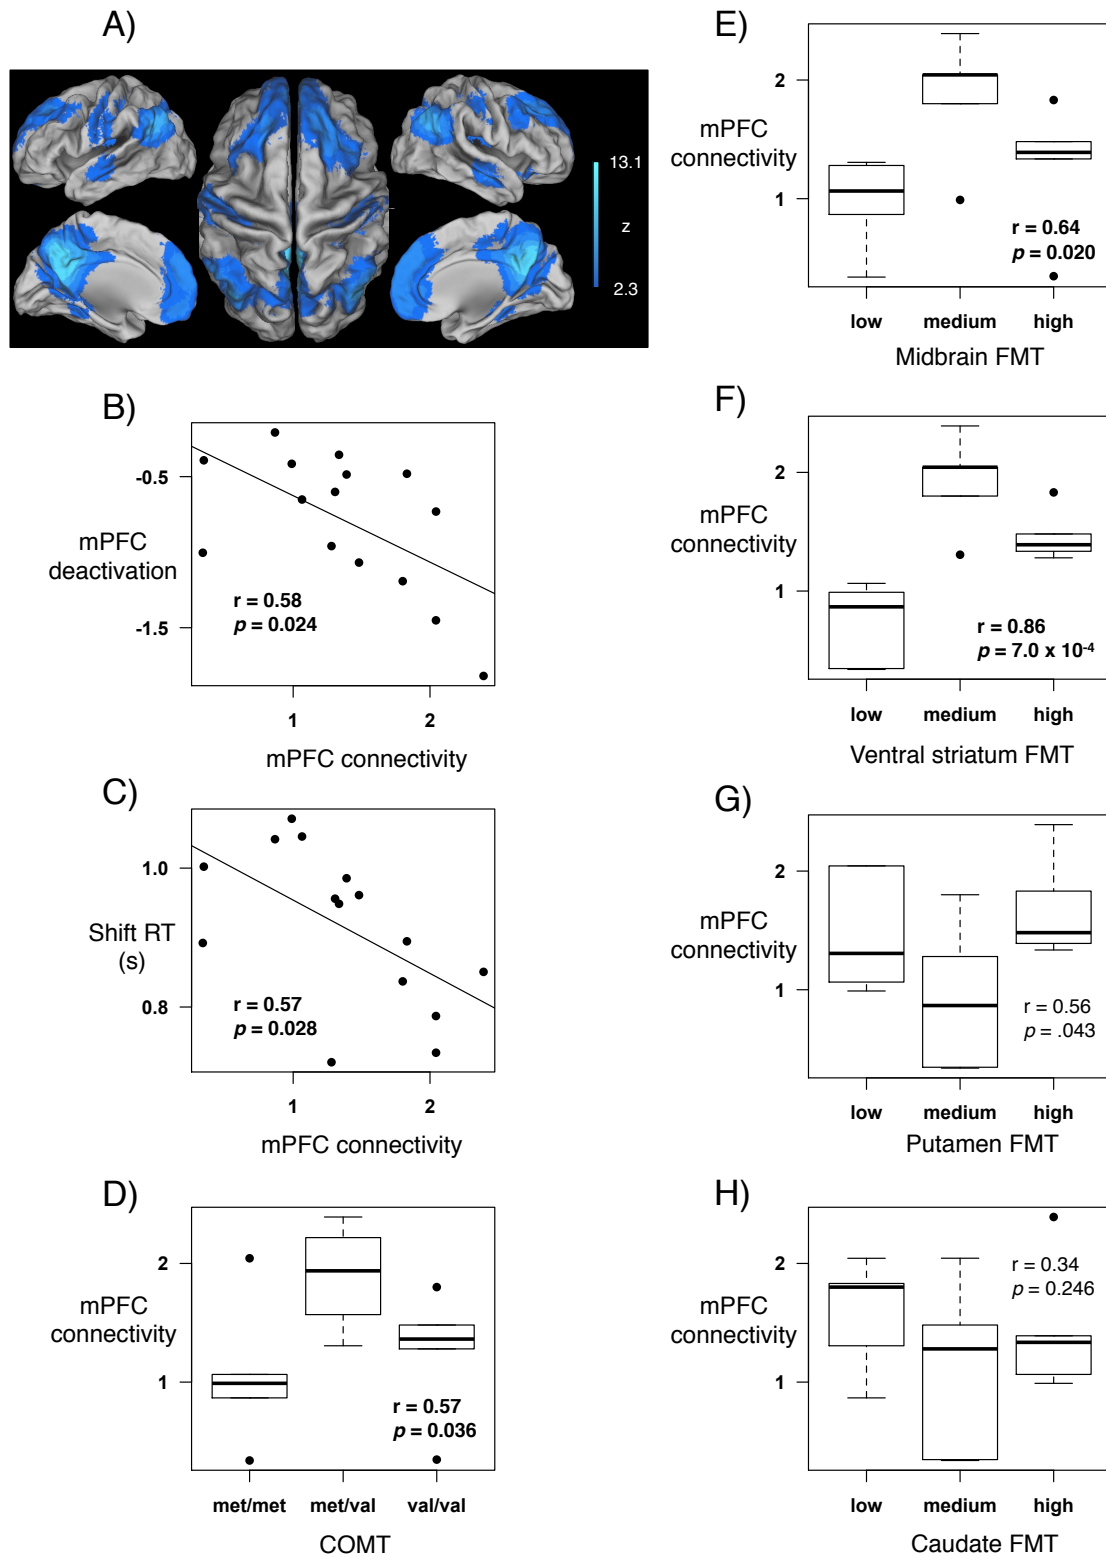 A)
13.1
z
2.3
B)
-0.5
mPFC
deactivation
r = 0.58
p = 0.024
-1.5
1 2
mPFC connectivity
C)
1.0
Shift RT
(s)
0.8
r = 0.57
p = 0.028
1 2
mPFC connectivity
D)
2
mPFC
connectivity
1
r = 0.57
p = 0.036
met/met met/val val/val
COMT
E)
2
mPFC
connectivity
1
r = 0.64
p = 0.020
low medium high
Midbrain FMT
F)
2
mPFC
connectivity
1
r = 0.86
p = 7.0 x 10⁻⁴
low medium high
Ventral striatum FMT
G)
2
mPFC
connectivity
1
r = 0.56
p = .043
low medium high
Putamen FMT
H)
2
r = 0.34
p = 0.246
mPFC
connectivity
1
low medium high
Caudate FMT